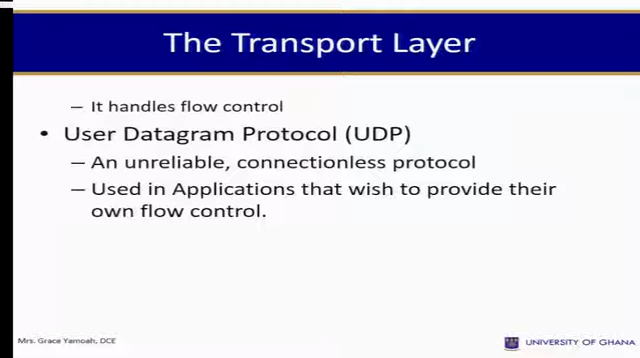 The Transport Layer
– It handles flow control
• User Datagram Protocol (UDP)
– An unreliable, connectionless protocol
– Used in Applications that wish to provide their
own flow control.
Mrs. Grace Yamoah, DCE
UNIVERSITY OF GHANA